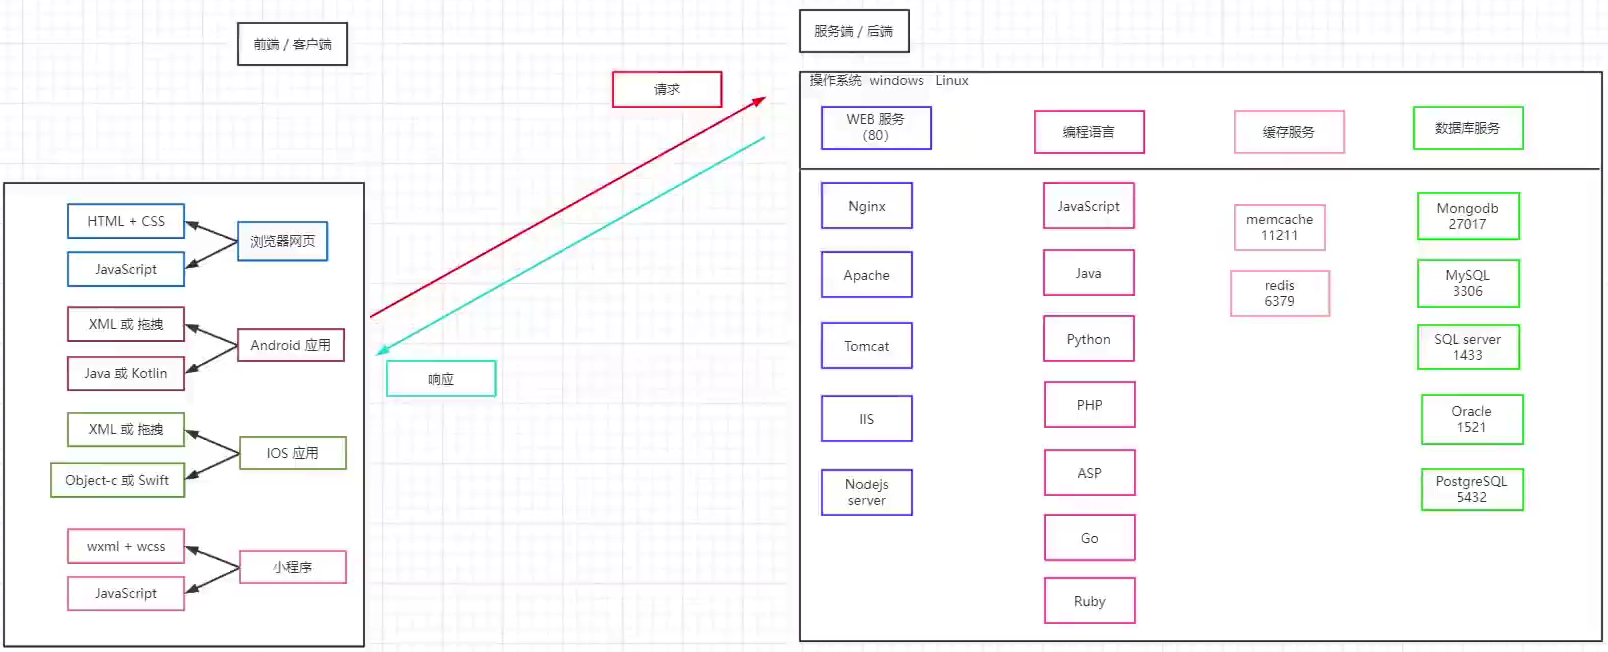 前端 / 客户端
HTML + CSS
浏览器网页
JavaScript
XML 或 拖拽
Android 应用
Java 或 Kotlin
XML 或 拖拽
IOS 应用
Object-c 或 Swift
wxml + wcss
小程序
JavaScript
请求
响应
服务端 / 后端
操作系统 windows Linux
WEB 服务
（80）
编程语言
缓存服务
数据库服务
Nginx
Apache
Tomcat
IIS
Nodejs
server
JavaScript
Java
Python
PHP
ASP
Go
Ruby
memcache
11211
redis
6379
Mongodb
27017
MySQL
3306
SQL server
1433
Oracle
1521
PostgreSQL
5432